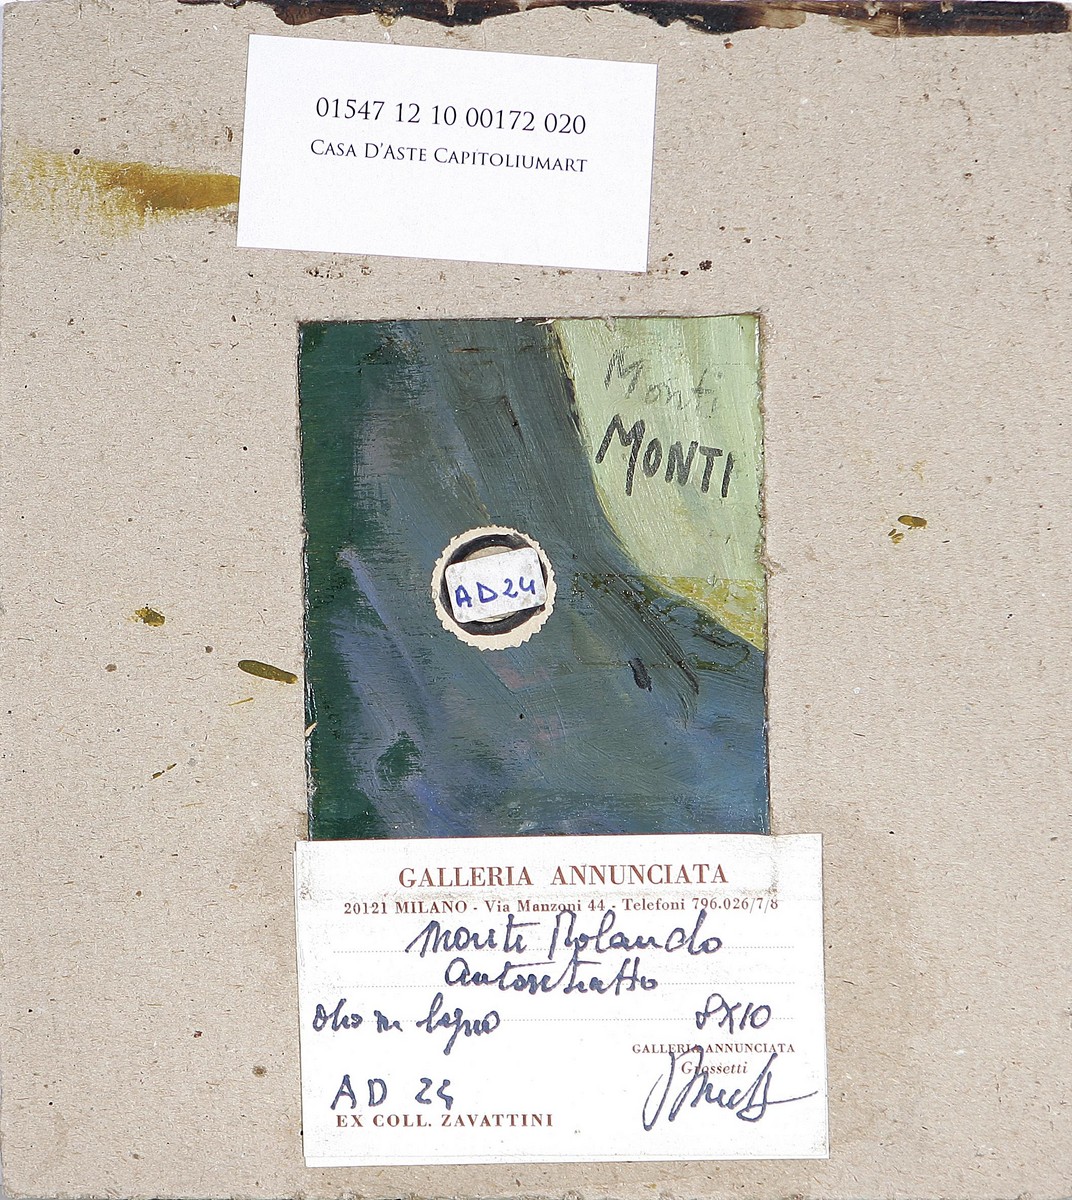 01547 12 10 00172 020
CASA D'ASTE CAPITOLIUMART
Monti
MONTI
AD24
GALLERIA ANNUNCIATA
20121 MILANO - Via Manzoni 44 - Telefoni 796.026/7/8
Monti Rolando
Autoritratto
olio su legno
8X10
GALLERIA ANNUNCIATA
Grossetti
AD 24
EX COLL. ZAVATTINI